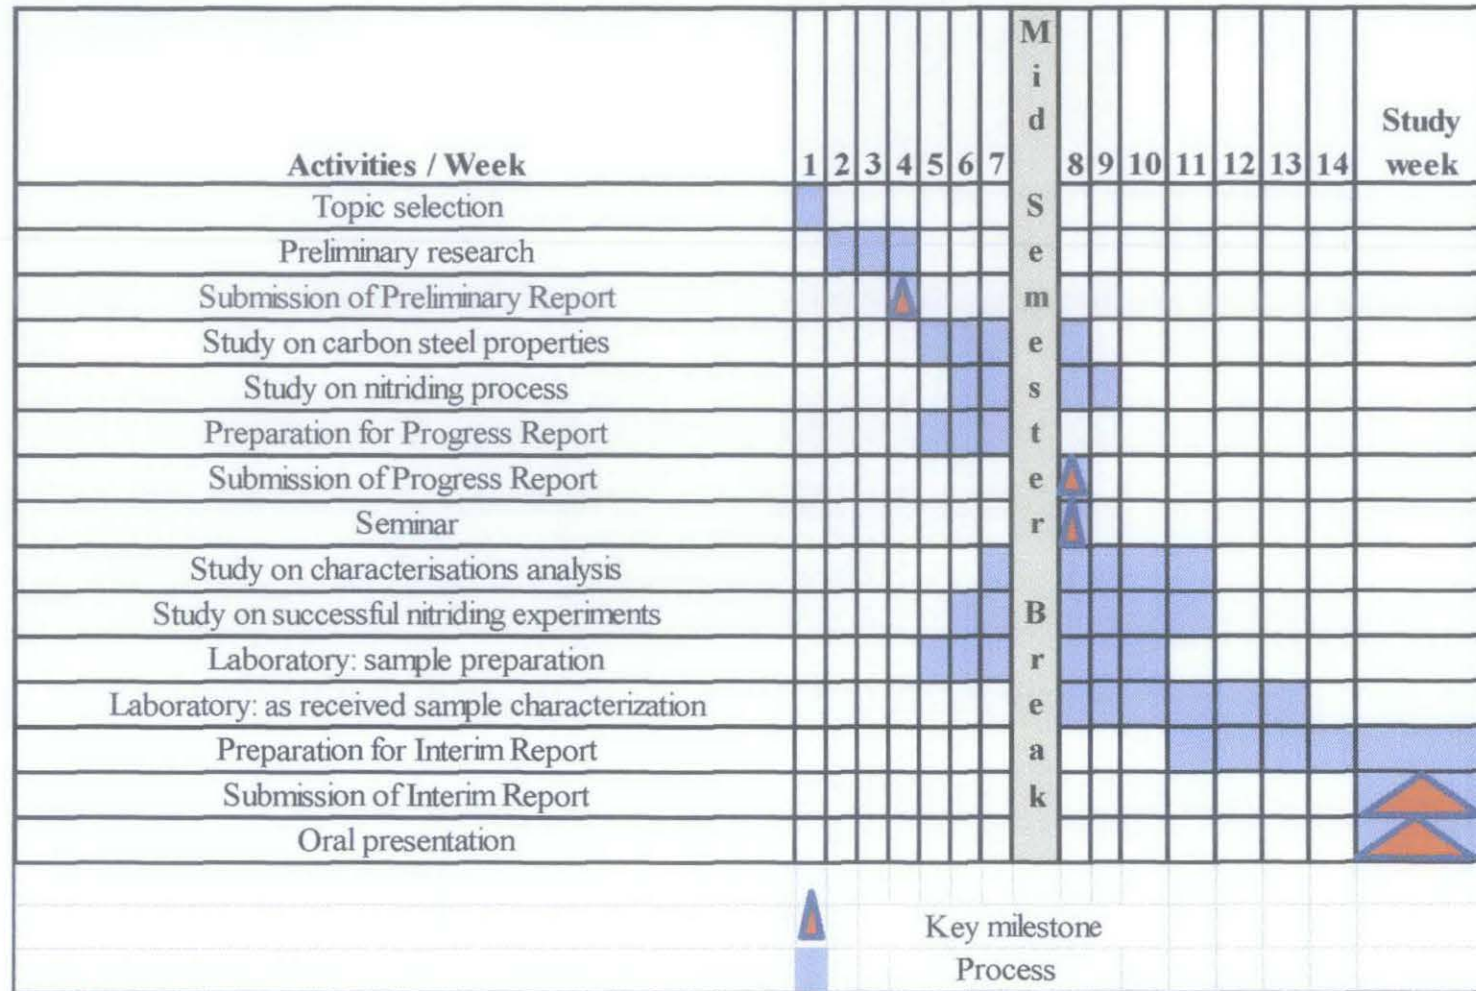 Activities / Week 1 2 3 4 5 6 7 Mid Semester Break 8 9 10 11 12 13 14 Study week
Topic selection
Preliminary research
Submission of Preliminary Report
Study on carbon steel properties
Study on nitriding process
Preparation for Progress Report
Submission of Progress Report
Seminar
Study on characterisations analysis
Study on successful nitriding experiments
Laboratory: sample preparation
Laboratory: as received sample characterization
Preparation for Interim Report
Submission of Interim Report
Oral presentation
Key milestone
Process